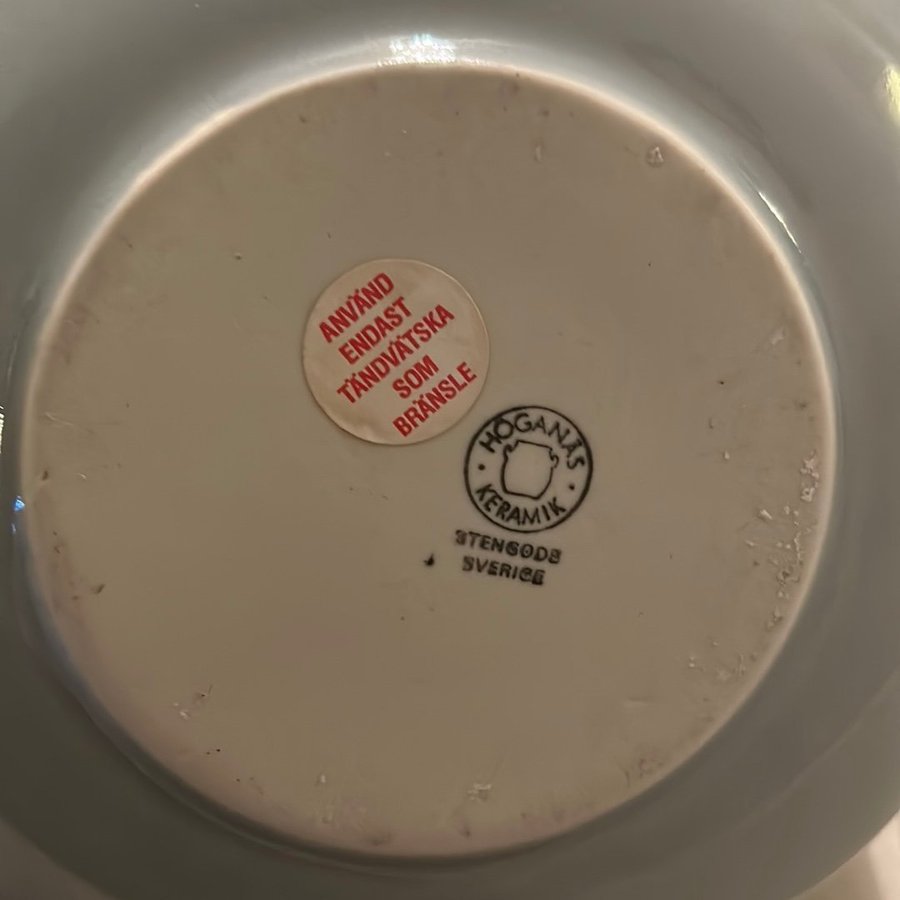 ANVÄND
ENDAST
TÄNDVÄTSKA
SOM
BRÄNSLE
HÖGANÄS
KERAMIK
STENGODS
SVERIGE